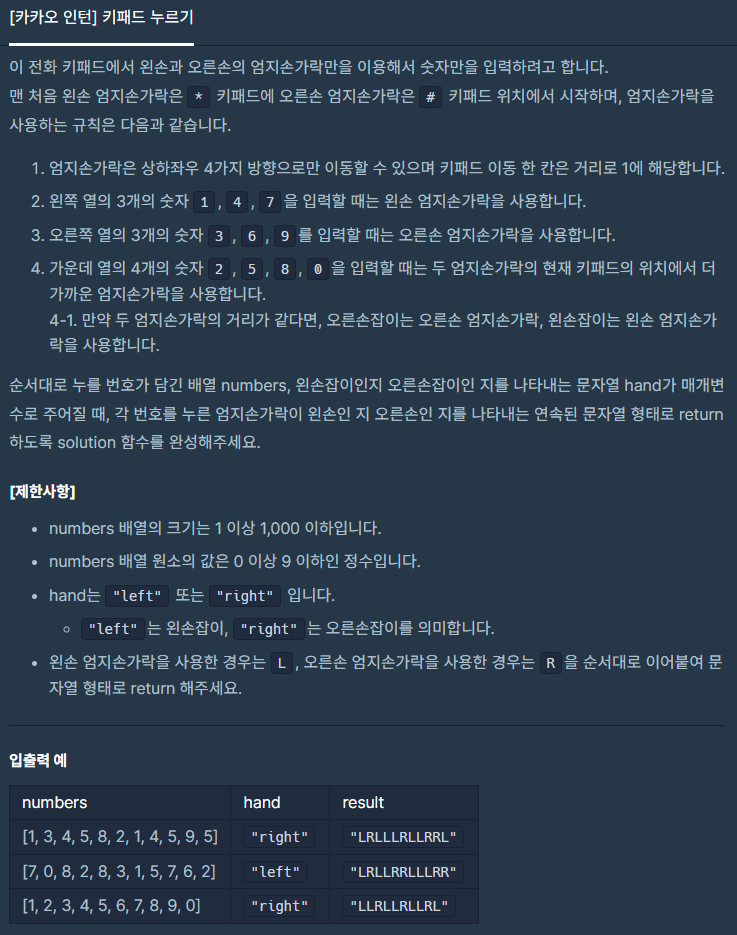 [카카오 인턴] 키패드 누르기
이 전화 키패드에서 왼손과 오른손의 엄지손가락만을 이용해서 숫자만을 입력하려고 합니다.
맨 처음 왼손 엄지손가락은 * 키패드에 오른손 엄지손가락은 # 키패드 위치에서 시작하며, 엄지손가락을
사용하는 규칙은 다음과 같습니다.
1. 엄지손가락은 상하좌우 4가지 방향으로만 이동할 수 있으며 키패드 이동 한 칸은 거리로 1에 해당합니다.
2. 왼쪽 열의 3개의 숫자 1, 4, 7을 입력할 때는 왼손 엄지손가락을 사용합니다.
3. 오른쪽 열의 3개의 숫자 3, 6, 9를 입력할 때는 오른손 엄지손가락을 사용합니다.
4. 가운데 열의 4개의 숫자 2, 5, 8, 0을 입력할 때는 두 엄지손가락의 현재 키패드의 위치에서 더
가까운 엄지손가락을 사용합니다.
4-1. 만약 두 엄지손가락의 거리가 같다면, 오른손잡이는 오른손 엄지손가락, 왼손잡이는 왼손 엄지손가
락을 사용합니다.
순서대로 누를 번호가 담긴 배열 numbers, 왼손잡이인지 오른손잡이인 지를 나타내는 문자열 hand가 매개변
수로 주어질 때, 각 번호를 누른 엄지손가락이 왼손인 지 오른손인 지를 나타내는 연속된 문자열 형태로 return
하도록 solution 함수를 완성해주세요.
[제한사항]
• numbers 배열의 크기는 1 이상 1,000 이하입니다.
• numbers 배열 원소의 값은 0 이상 9 이하인 정수입니다.
• hand는 "left" 또는 "right" 입니다.
◦ "left"는 왼손잡이, "right"는 오른손잡이를 의미합니다.
• 왼손 엄지손가락을 사용한 경우는 L, 오른손 엄지손가락을 사용한 경우는 R을 순서대로 이어붙여 문
자열 형태로 return 해주세요.
입출력 예
numbers hand result
[1, 3, 4, 5, 8, 2, 1, 4, 5, 9, 5] "right" "LRLLLRLLRRL"
[7, 0, 8, 2, 8, 3, 1, 5, 7, 6, 2] "left" "LRLLRRLLLRR"
[1, 2, 3, 4, 5, 6, 7, 8, 9, 0] "right" "LLRLLRLLRL"